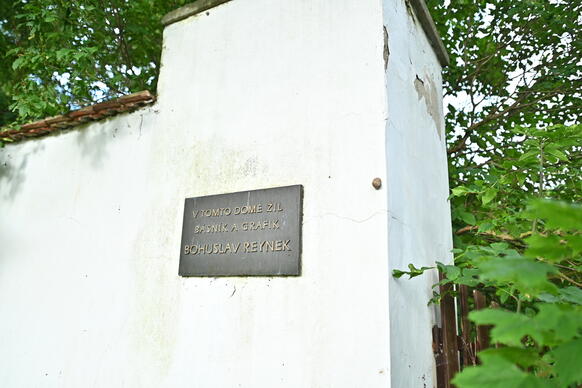 V TOMTO DOMĚ ŽIL
BÁSNÍK A GRAFIK
BOHUSLAV REYNEK